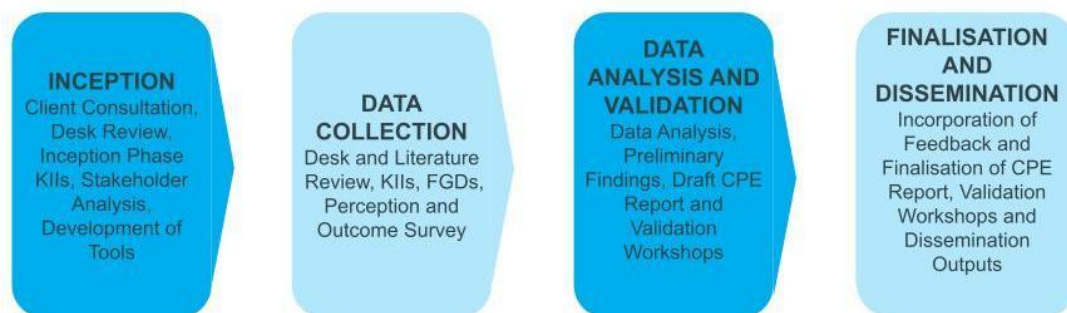 INCEPTION
Client Consultation,
Desk Review,
Inception Phase
KIIs, Stakeholder
Analysis,
Development of
Tools
DATA
COLLECTION
Desk and Literature
Review, KIIs, FGDs,
Perception and
Outcome Survey
DATA
ANALYSIS AND
VALIDATION
Data Analysis,
Preliminary
Findings, Draft CPE
Report and
Validation
Workshops
FINALISATION
AND
DISSEMINATION
Incorporation of
Feedback and
Finalisation of CPE
Report, Validation
Workshops and
Dissemination
Outputs